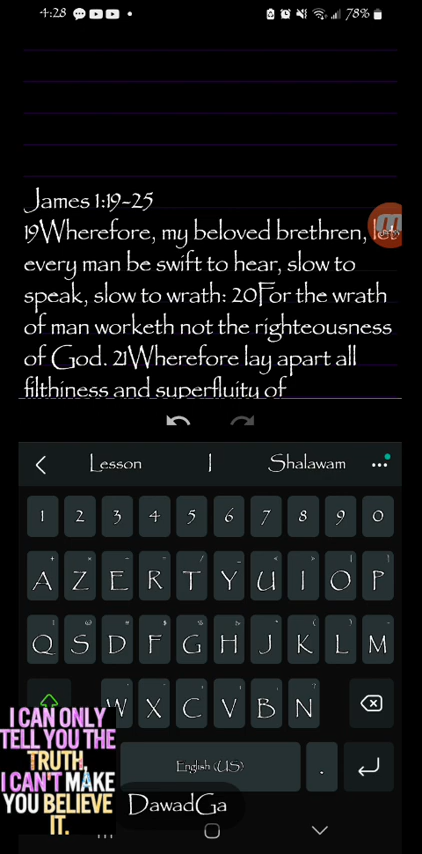 4:28
78%
James 1:19-25
19Wherefore, my beloved brethren, let
every man be swift to hear, slow to
speak, slow to wrath: 20For the wrath
of man worketh not the righteousness
of God. 21Wherefore lay apart all
filthiness and superfluity of
Lesson I Shalawam
1 2 3 4 5 6 7 8 9 0
A Z E R T Y U I O P
Q S D F G H J K L M
W X C V B N
English (US) .
I CAN ONLY
TELL YOU THE
TRUTH,
I CAN'T MAKE
YOU BELIEVE
IT.
DawadGa